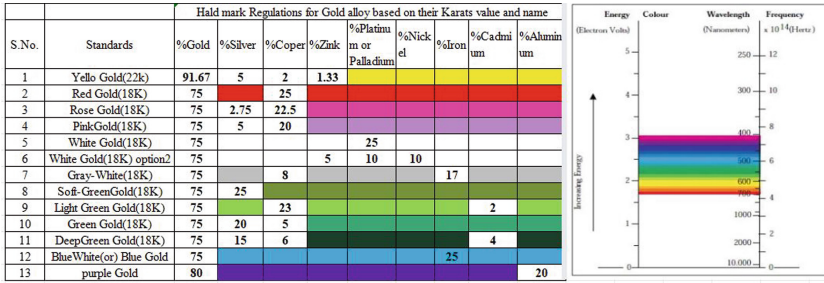 Hald mark Regulations for Gold alloy based on their Karats value and name
S.No. Standards %Gold %Silver %Coper %Zink %Platinum or Palladium %Nickel %Iron %Cadmium %Aluminum
1 Yello Gold(22k) 91.67 5 2 1.33
2 Red Gold(18K) 75 25
3 Rose Gold(18K) 75 2.75 22.5
4 PinkGold(18K) 75 5 20
5 White Gold(18K) 75 25
6 White Gold(18K) option2 75 5 10 10
7 Gray-White(18K) 75 8 17
8 Soft-GreenGold(18K) 75 25
9 Light Green Gold(18K) 75 23 2
10 Green Gold(18K) 75 20 5
11 DeepGreen Gold(18K) 75 15 6 4
12 BlueWhite(or) Blue Gold 75 25
13 purple Gold 80 20
Energy Colour Wavelength Frequency
(Electron Volts) (Nanometers) x 10¹⁴(Hertz)
5 250 12
4 300 10
3 400 8
500 6
2 600
700 4
1 1000
2000 2
0 10.000 0
Increasing Energy